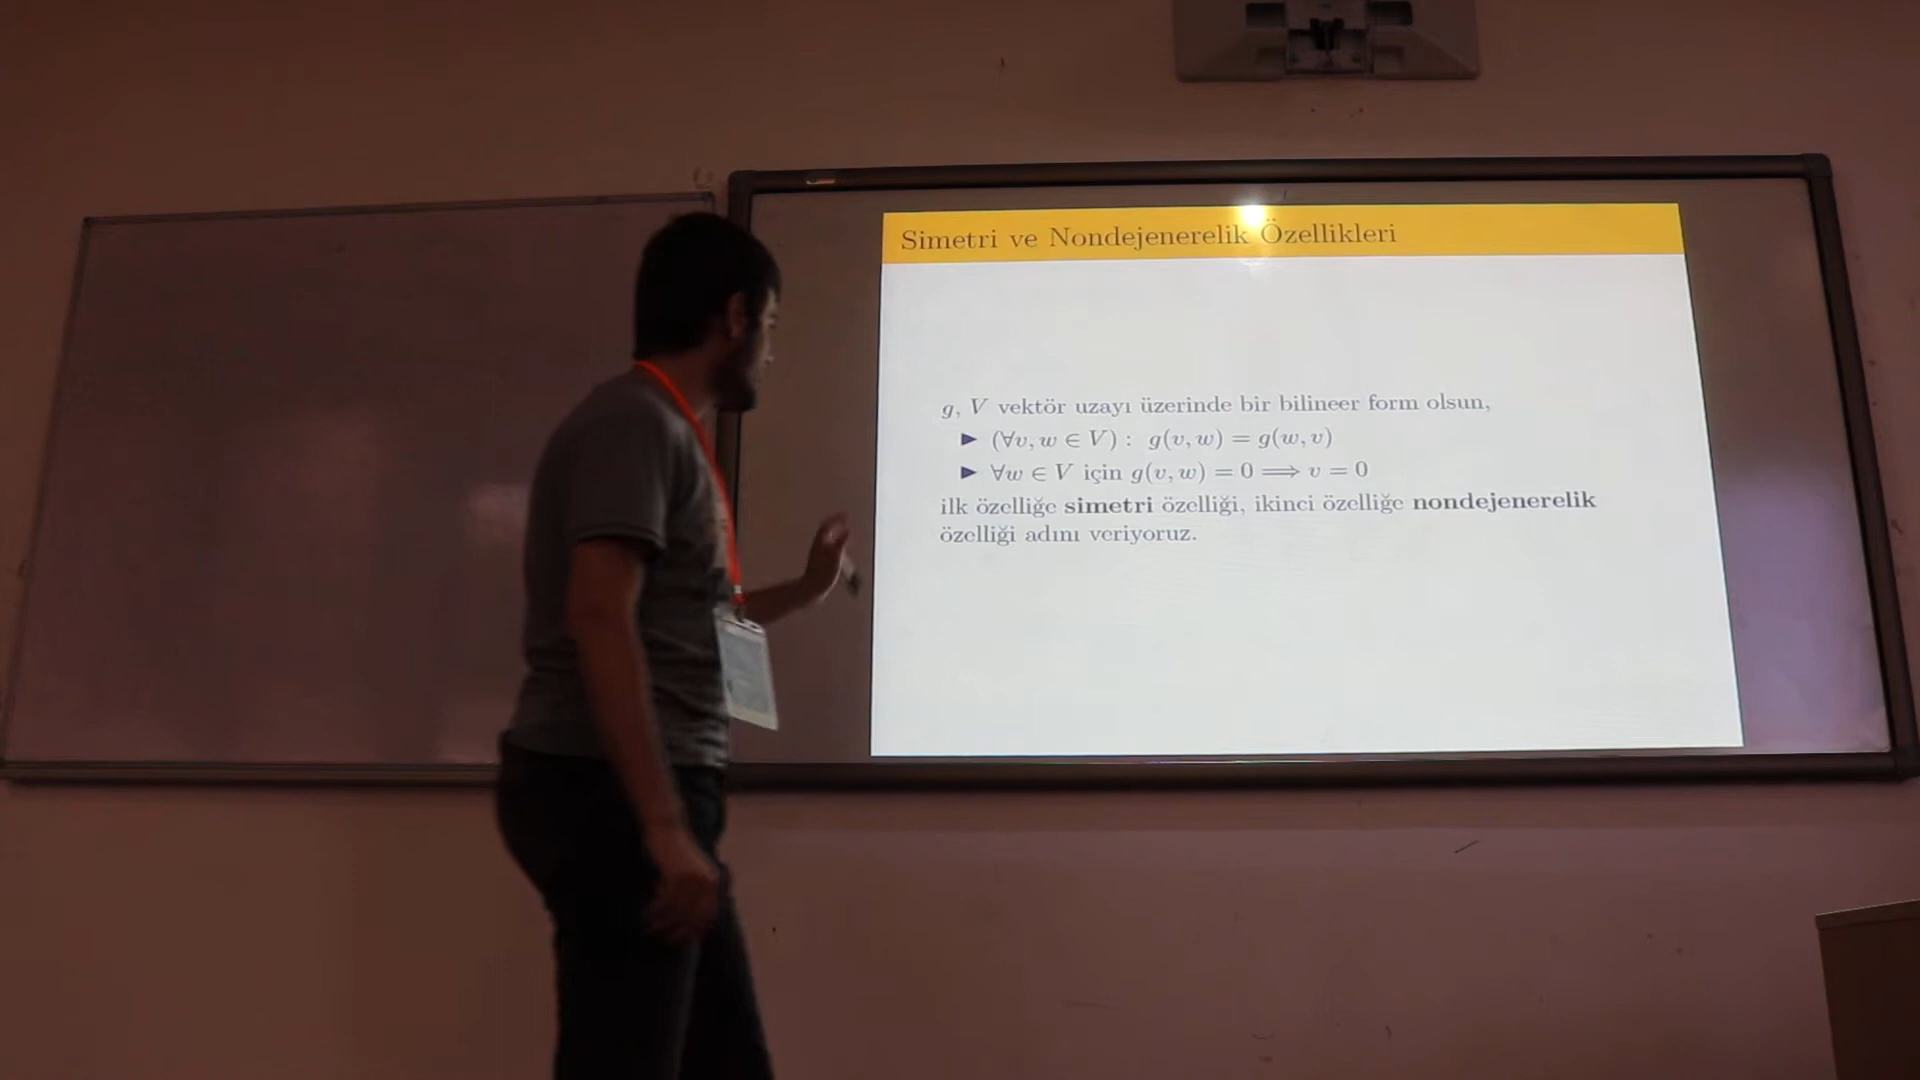 Simetri ve Nondejenerelik Özellikleri
g, V vektör uzayı üzerinde bir bilineer form olsun,
▶ (∀v, w ∈ V) : g(v, w) = g(w, v)
▶ ∀w ∈ V için g(v, w) = 0 ⟹ v = 0
ilk özelliğe simetri özelliği, ikinci özelliğe nondejenerelik
özelliği adını veriyoruz.